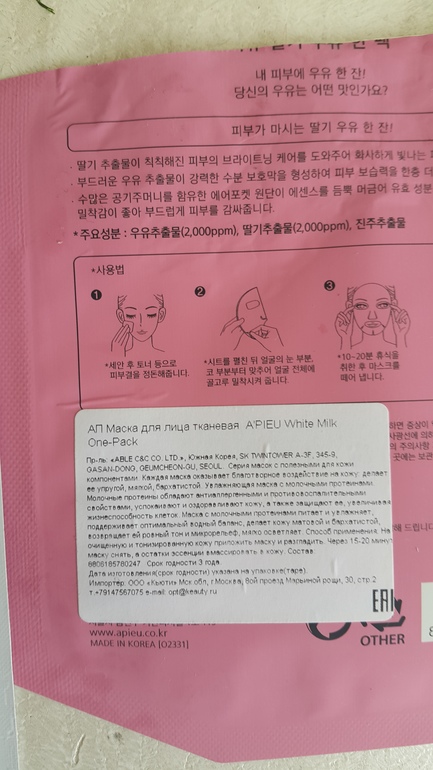 내 피부에 우유 한 잔!
당신의 우유는 어떤 맛인가요?
피부가 마시는 딸기 우유 한 잔!
· 딸기 추출물이 칙칙해진 피부의 브라이트닝 케어를 도와주어 화사하게 빛나는
· 부드러운 우유 추출물이 강력한 수분 보호막을 형성하여 피부 보습력을 한층 더
· 수많은 공기주머니를 함유한 에어포켓 원단이 에센스를 듬뿍 머금어 유효 성분
밀착감이 좋아 부드럽게 피부를 감싸줍니다.
* 주요성분 : 우유추출물(2,000ppm), 딸기추출물(2,000ppm), 진주추출물
*사용법
1 2 3
*세안 후 토너 등으로
피부결을 정돈해줍니다.
*시트를 펼친 뒤 얼굴의 눈 부분,
코 부분부터 맞추어 얼굴 전체에
골고루 밀착시켜 줍니다.
*10~20분 휴식을
취한 후 마스크를
떼어 냅니다.
АП Маска для лица тканевая A'PIEU White Milk
One-Pack
Пр-ль: «ABLE C&C CO. LTD.», Южная Корея, SK TWINTOWER A-3F, 345-9,
GASAN-DONG, GEUMCHEON-GU, SEOUL. Серия масок с полезными для кожи
компонентами. Каждая маска оказывает благотворное воздействие на кожу: делает
ее упругой, мягкой, бархатистой. Увлажняющая маска с молочными протеинами.
Молочные протеины обладают антиаллергенными и противовоспалительными
свойствами, успокаивают и оздоравливают кожу, а также защищают ее, увеличивая
жизнеспособность клеток. Маска с молочными протеинами питает и увлажняет,
поддерживает оптимальный водный баланс, делает кожу матовой и бархатистой,
возвращает ей ровный тон и микрорельеф, мягко осветляет. Способ применения. На
очищенную и тонизированную кожу приложить маску и разгладить. Через 15-20 минут
маску снять, а остатки эссенции вмассировать в кожу. Состав:
8806185780247 Срок годности 3 года.
Дата изготовления(срок годности) указана на упаковке(таре).
Импортёр: ООО «Кьюти» Мск обл, г.Москва, 8ой проезд Марьиной рощи, 30, стр.2
т.+79147567075 e-mail: opt@keauty.ru
EAC
www.apieu.co.kr
MADE IN KOREA [02331]
OTHER